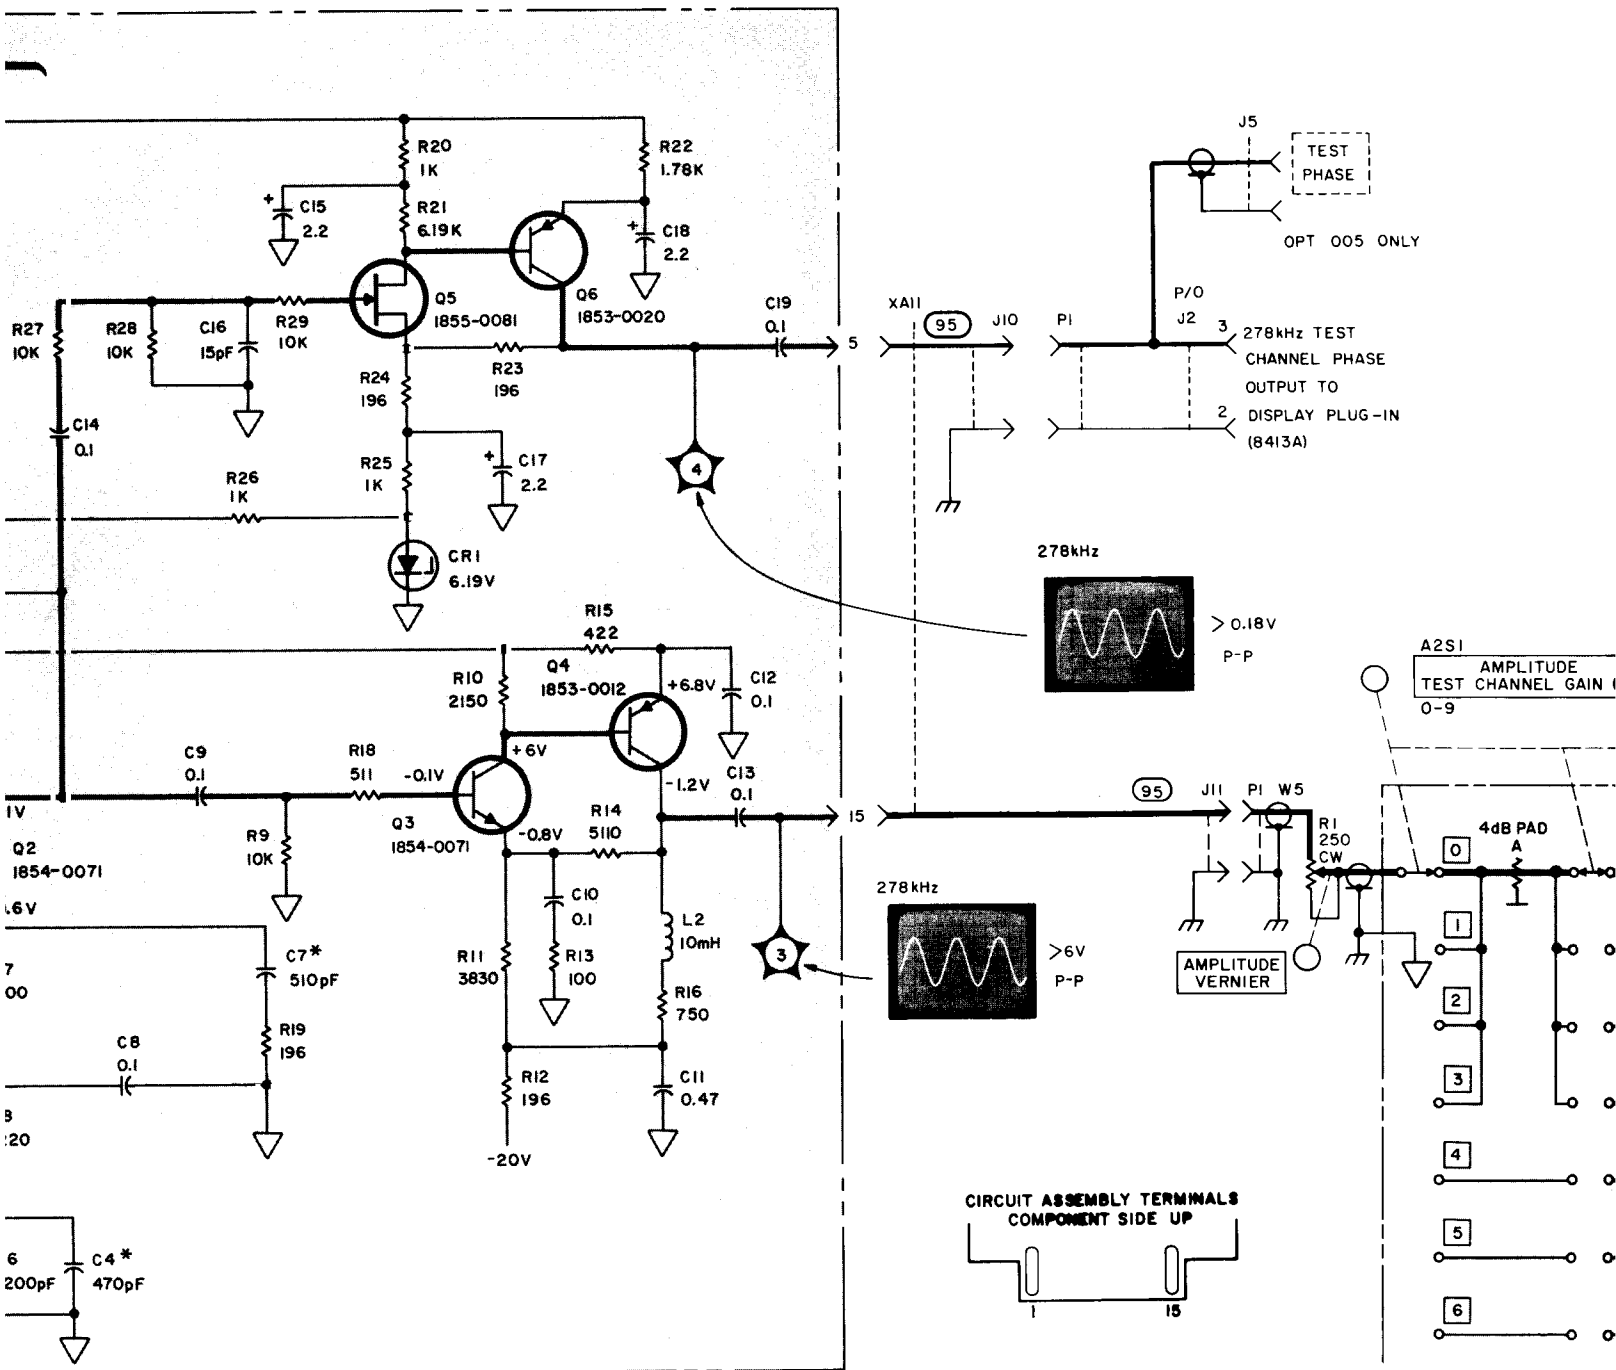 R20
1K
R22
1.78K
J5
TEST
PHASE
+
C15
2.2
R21
6.19K
+
C18
2.2
OPT 005 ONLY
R27
10K
R28
10K
C16
15pF
R29
10K
Q5
1855-0081
Q6
1853-0020
C19
0.1
5
XA11
95
J10
P1
P/O
J2
3
278kHz TEST
CHANNEL PHASE
OUTPUT TO
DISPLAY PLUG-IN
(8413A)
2
R24
196
R23
196
C14
0.1
R25
1K
+
C17
2.2
4
R26
1K
CR1
6.19V
278kHz
>0.18V
P-P
R15
422
R10
2150
Q4
1853-0012
+6.8V
C12
0.1
A2S1
AMPLITUDE
TEST CHANNEL GAIN (
0-9
C9
0.1
R18
511
-0.1V
+6V
-1.2V
C13
0.1
15
95
J11
P1
W5
1V
Q2
1854-0071
R9
10K
Q3
1854-0071
-0.8V
R14
5110
R1
250
CW
0
4dB PAD
A
.6V
C10
0.1
L2
10mH
278kHz
>6V
P-P
3
AMPLITUDE
VERNIER
1
7
00
C7*
510pF
R11
3830
R13
100
R16
750
2
R19
196
C8
0.1
R12
196
C11
0.47
3
8
220
-20V
4
CIRCUIT ASSEMBLY TERMINALS
COMPONENT SIDE UP
1
15
5
6
200pF
C4*
470pF
6